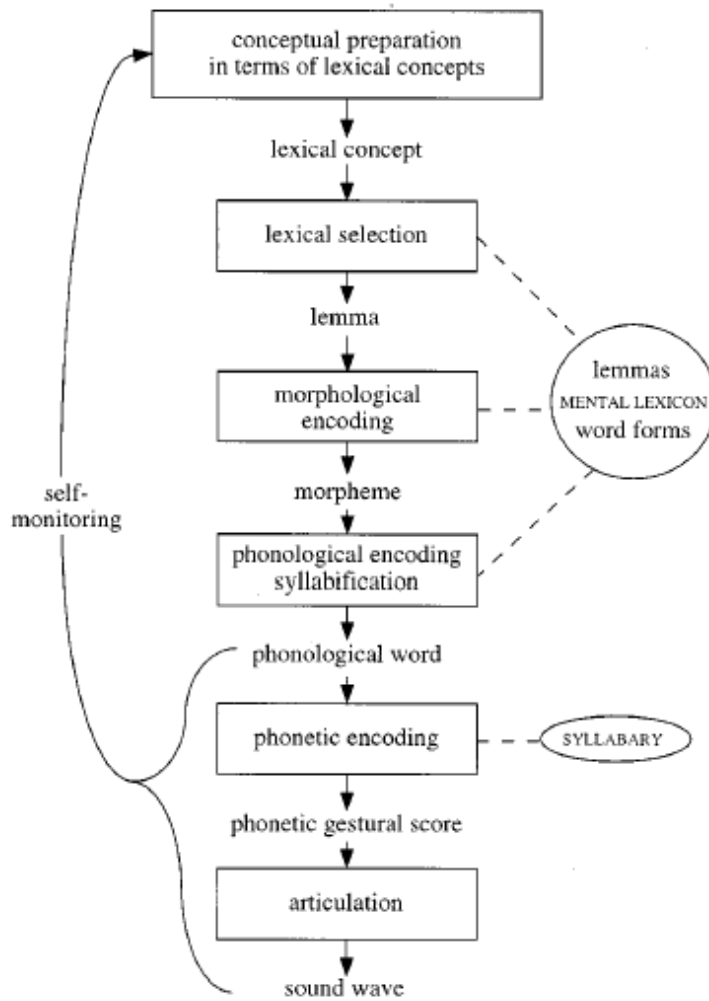 conceptual preparation
in terms of lexical concepts
lexical concept
lexical selection
lemma
lemmas
MENTAL LEXICON
word forms
morphological
encoding
morpheme
self-
monitoring
phonological encoding
syllabification
phonological word
phonetic encoding
SYLLABARY
phonetic gestural score
articulation
sound wave